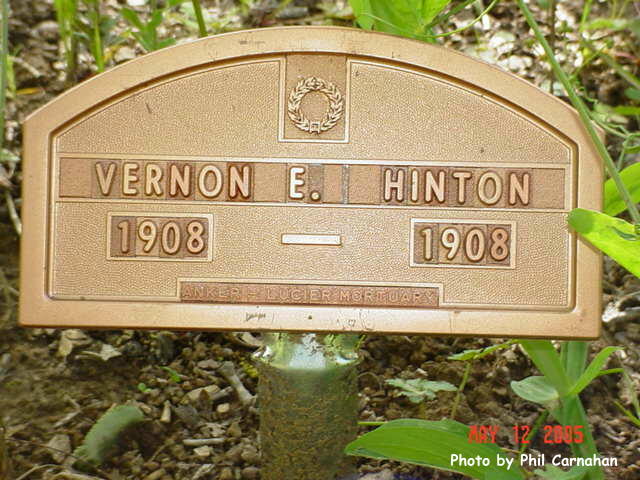 VERNON E. HINTON
1908 — 1908
ANKER - LUCIER MORTUARY
MAY 12 2005
Photo by Phil Carnahan